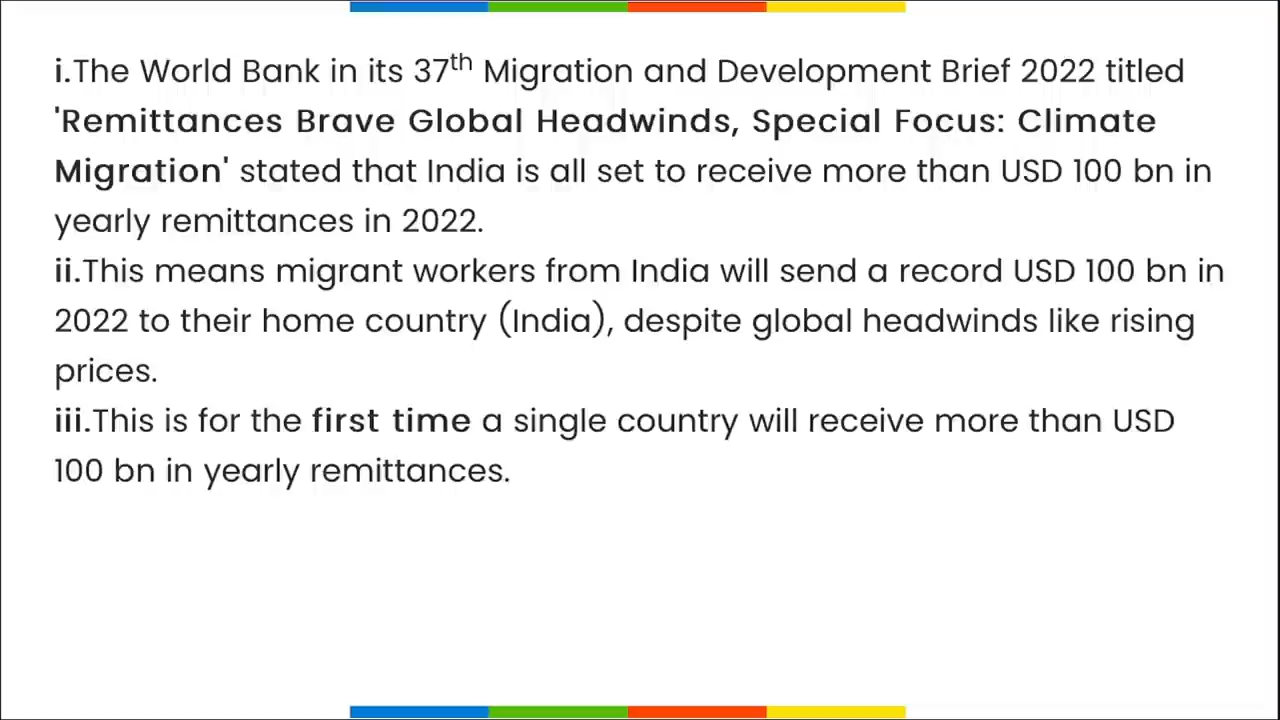 i.The World Bank in its 37th Migration and Development Brief 2022 titled
'Remittances Brave Global Headwinds, Special Focus: Climate
Migration' stated that India is all set to receive more than USD 100 bn in
yearly remittances in 2022.
ii.This means migrant workers from India will send a record USD 100 bn in
2022 to their home country (India), despite global headwinds like rising
prices.
iii.This is for the first time a single country will receive more than USD
100 bn in yearly remittances.